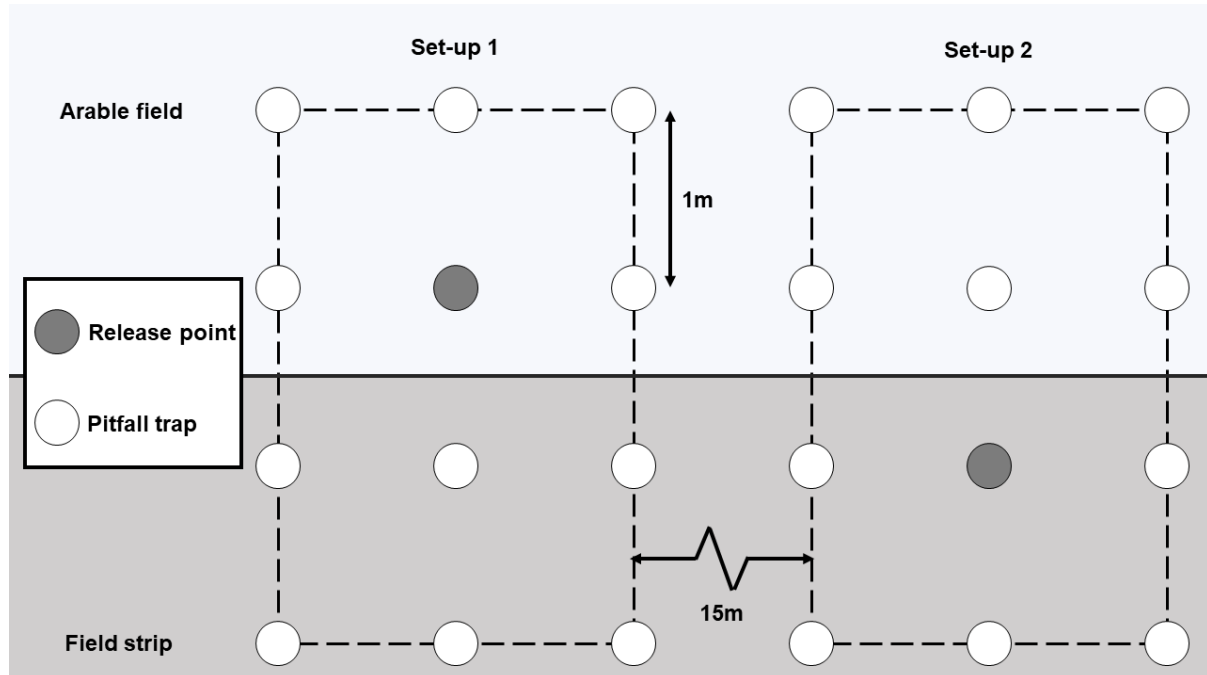 Set-up 1
Set-up 2
Arable field
1m
Release point
Pitfall trap
15m
Field strip